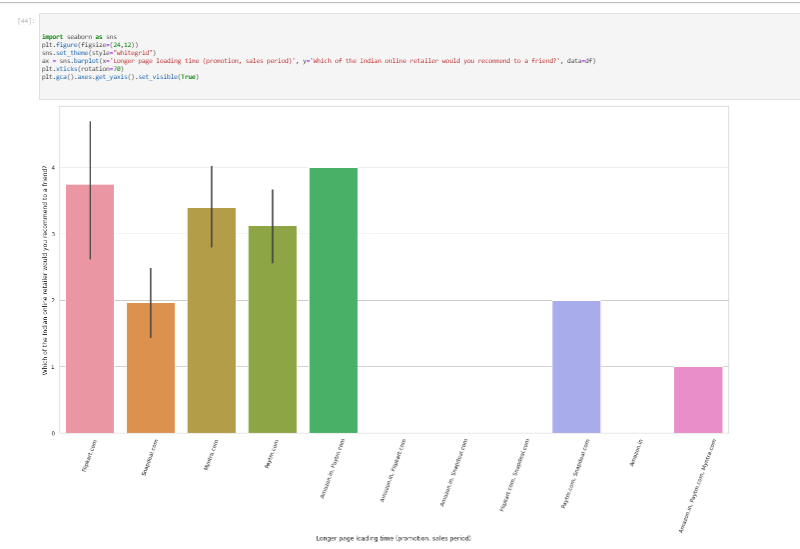 [44]:
import seaborn as sns
plt.figure(figsize=(24,12))
sns.set_theme(style="whitegrid")
ax = sns.barplot(x='Longer page loading time (promotion, sales period)', y='Which of the Indian online retailer would you recommend to a friend?', data=df)
plt.xticks(rotation=70)
plt.gca().axes.get_yaxis().set_visible(True)
Which of the Indian online retailer would you recommend to a friend?
4
3
2
1
0
Flipkart.com
Snapdeal.com
Myntra.com
Paytm.com
Amazon.in, Paytm.com
Amazon.in, Flipkart.com
Amazon.in, Snapdeal.com
Flipkart.com, Snapdeal.com
Paytm.com, Snapdeal.com
Amazon.in
Amazon.in, Paytm.com, Myntra.com
Longer page loading time (promotion, sales period)